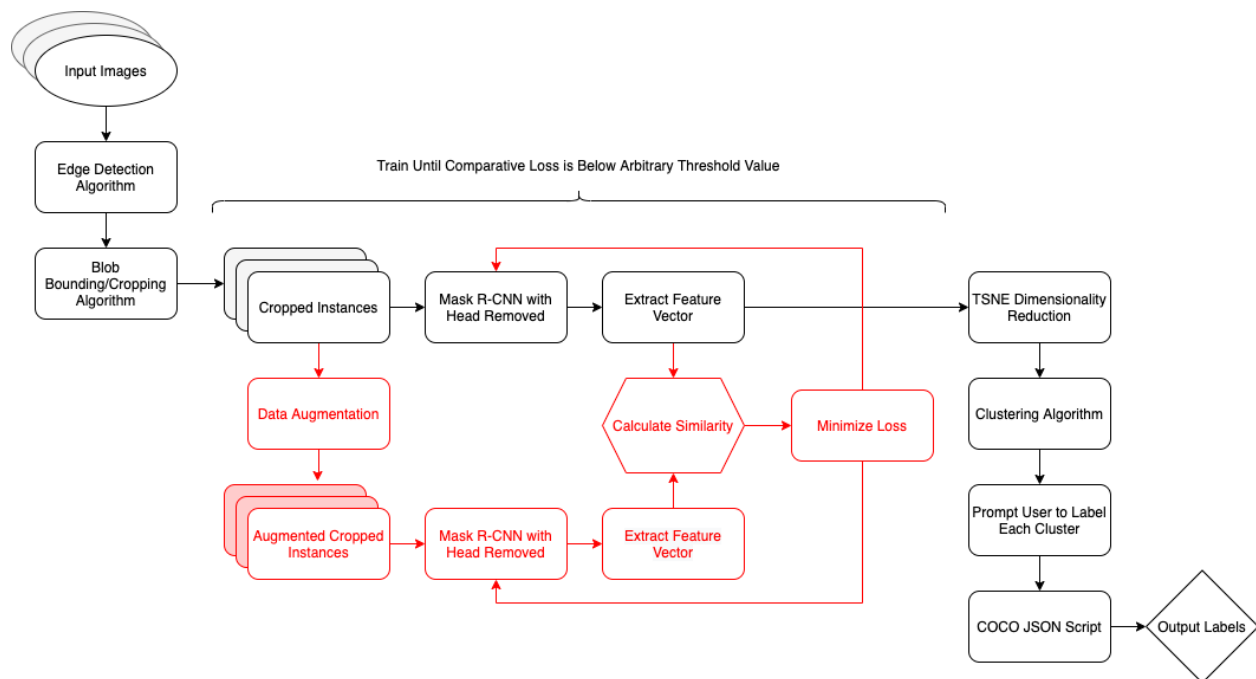 Input Images
Edge Detection
Algorithm
Train Until Comparative Loss is Below Arbitrary Threshold Value
Blob
Bounding/Cropping
Algorithm
Cropped Instances
Mask R-CNN with
Head Removed
Extract Feature
Vector
TSNE Dimensionality
Reduction
Data Augmentation
Calculate Similarity
Minimize Loss
Clustering Algorithm
Augmented Cropped
Instances
Mask R-CNN with
Head Removed
Extract Feature
Vector
Prompt User to Label
Each Cluster
COCO JSON Script
Output Labels